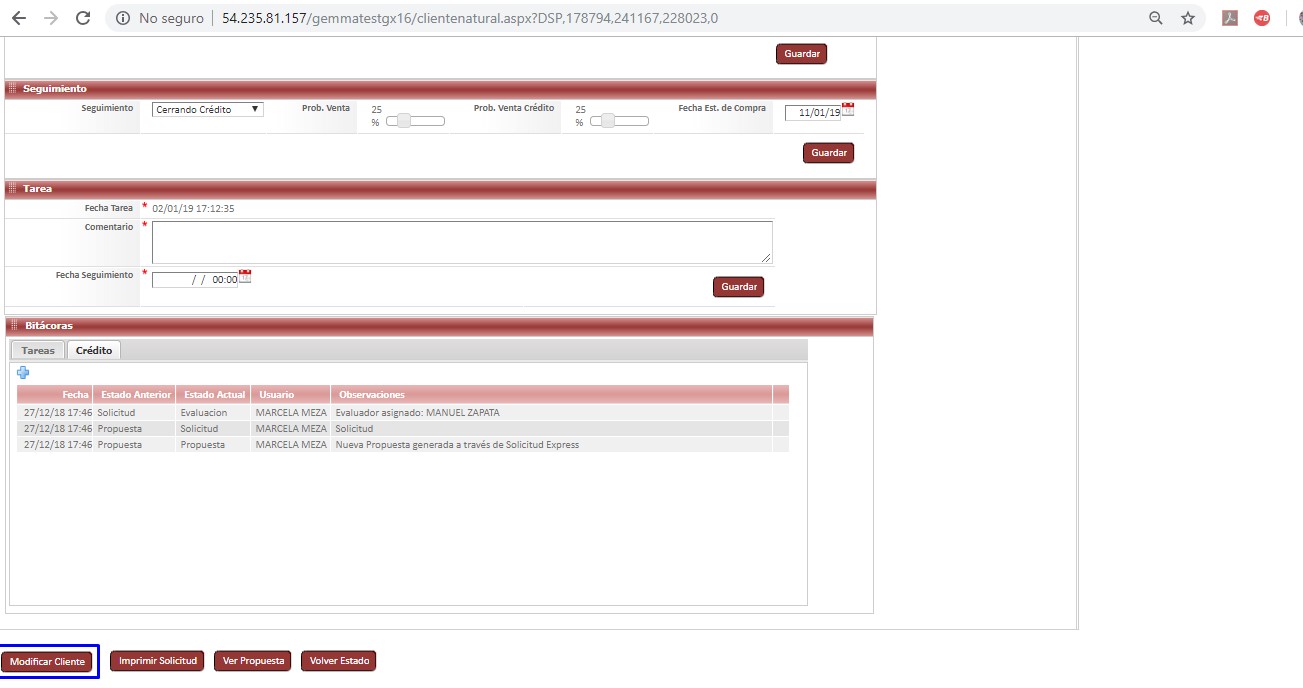 No seguro 54.235.81.157/gemmatestgx16/clientenatural.aspx?DSP,178794,241167,228023,0
Guardar
Seguimiento
Seguimiento Cerrando Crédito Prob. Venta 25 % Prob. Venta Crédito 25 % Fecha Est. de Compra 11/01/19
Guardar
Tarea
Fecha Tarea * 02/01/19 17:12:35
Comentario *
Fecha Seguimiento * / / 00:00
Guardar
Bitácoras
Tareas Crédito
Fecha Estado Anterior Estado Actual Usuario Observaciones
27/12/18 17:46 Solicitud Evaluacion MARCELA MEZA Evaluador asignado: MANUEL ZAPATA
27/12/18 17:46 Propuesta Solicitud MARCELA MEZA Solicitud
27/12/18 17:46 Propuesta Propuesta MARCELA MEZA Nueva Propuesta generada a través de Solicitud Express
Modificar Cliente Imprimir Solicitud Ver Propuesta Volver Estado